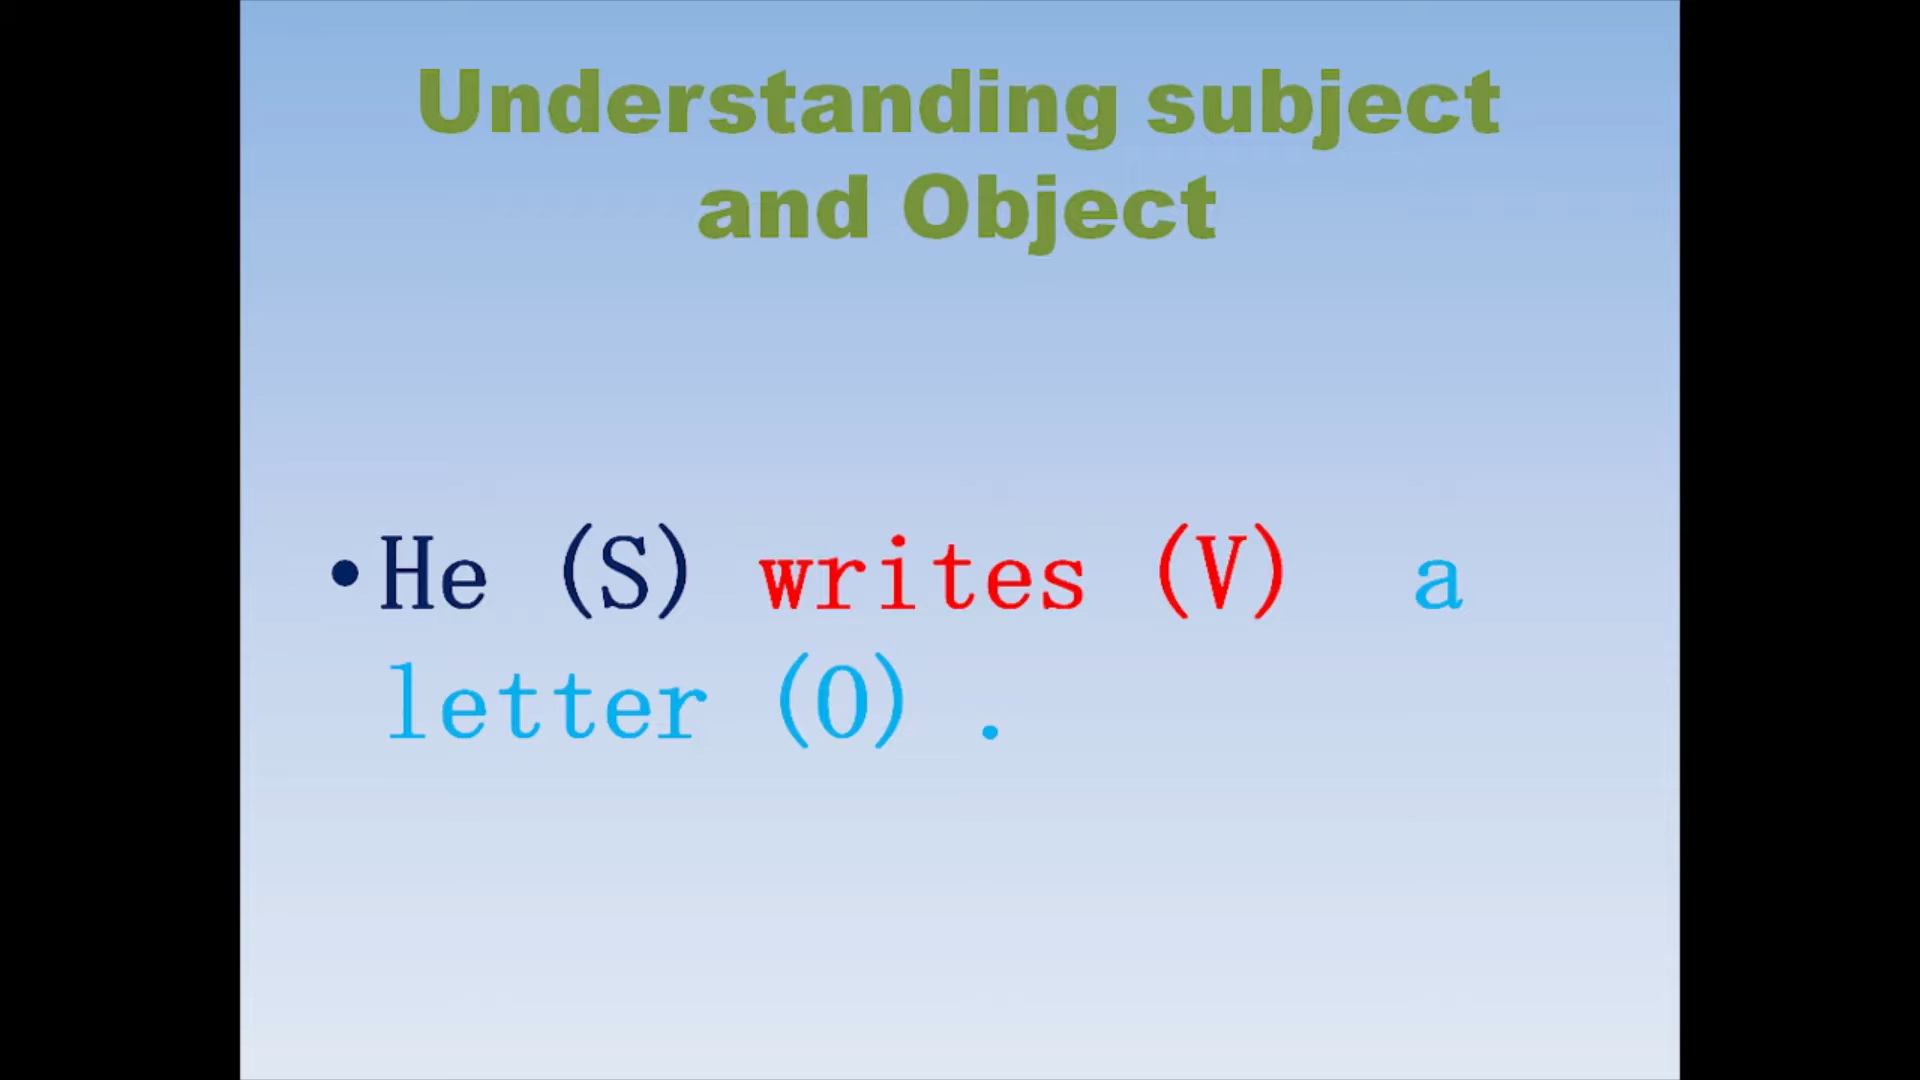 Understanding subject
and Object
•He (S) writes (V) a
letter (O) .